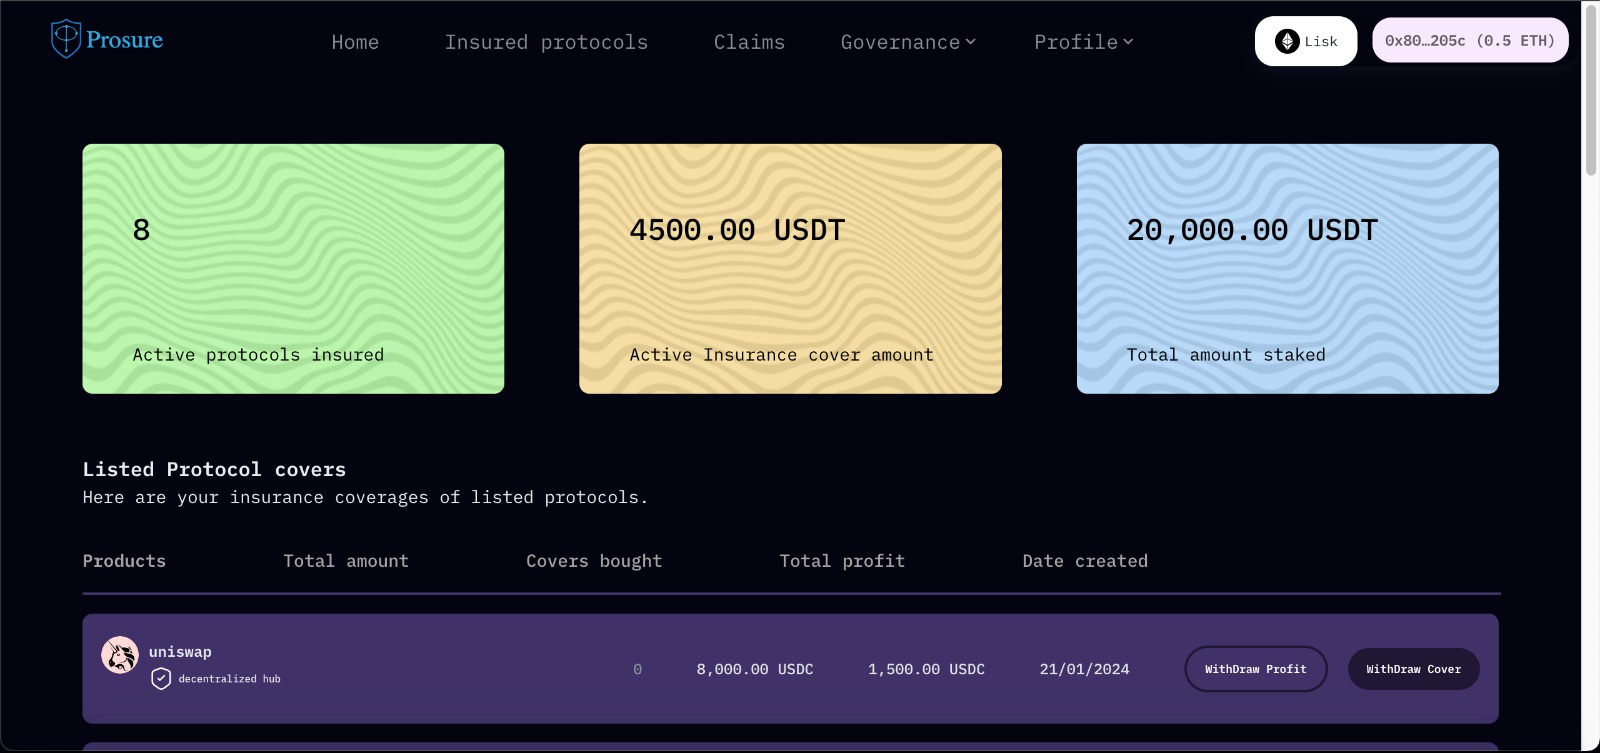 Prosure
Home Insured protocols Claims Governance Profile
Lisk
0x80…205c (0.5 ETH)
8
Active protocols insured
4500.00 USDT
Active Insurance cover amount
20,000.00 USDT
Total amount staked
Listed Protocol covers
Here are your insurance coverages of listed protocols.
Products Total amount Covers bought Total profit Date created
uniswap
decentralized hub
0 8,000.00 USDC 1,500.00 USDC 21/01/2024 WithDraw Profit WithDraw Cover